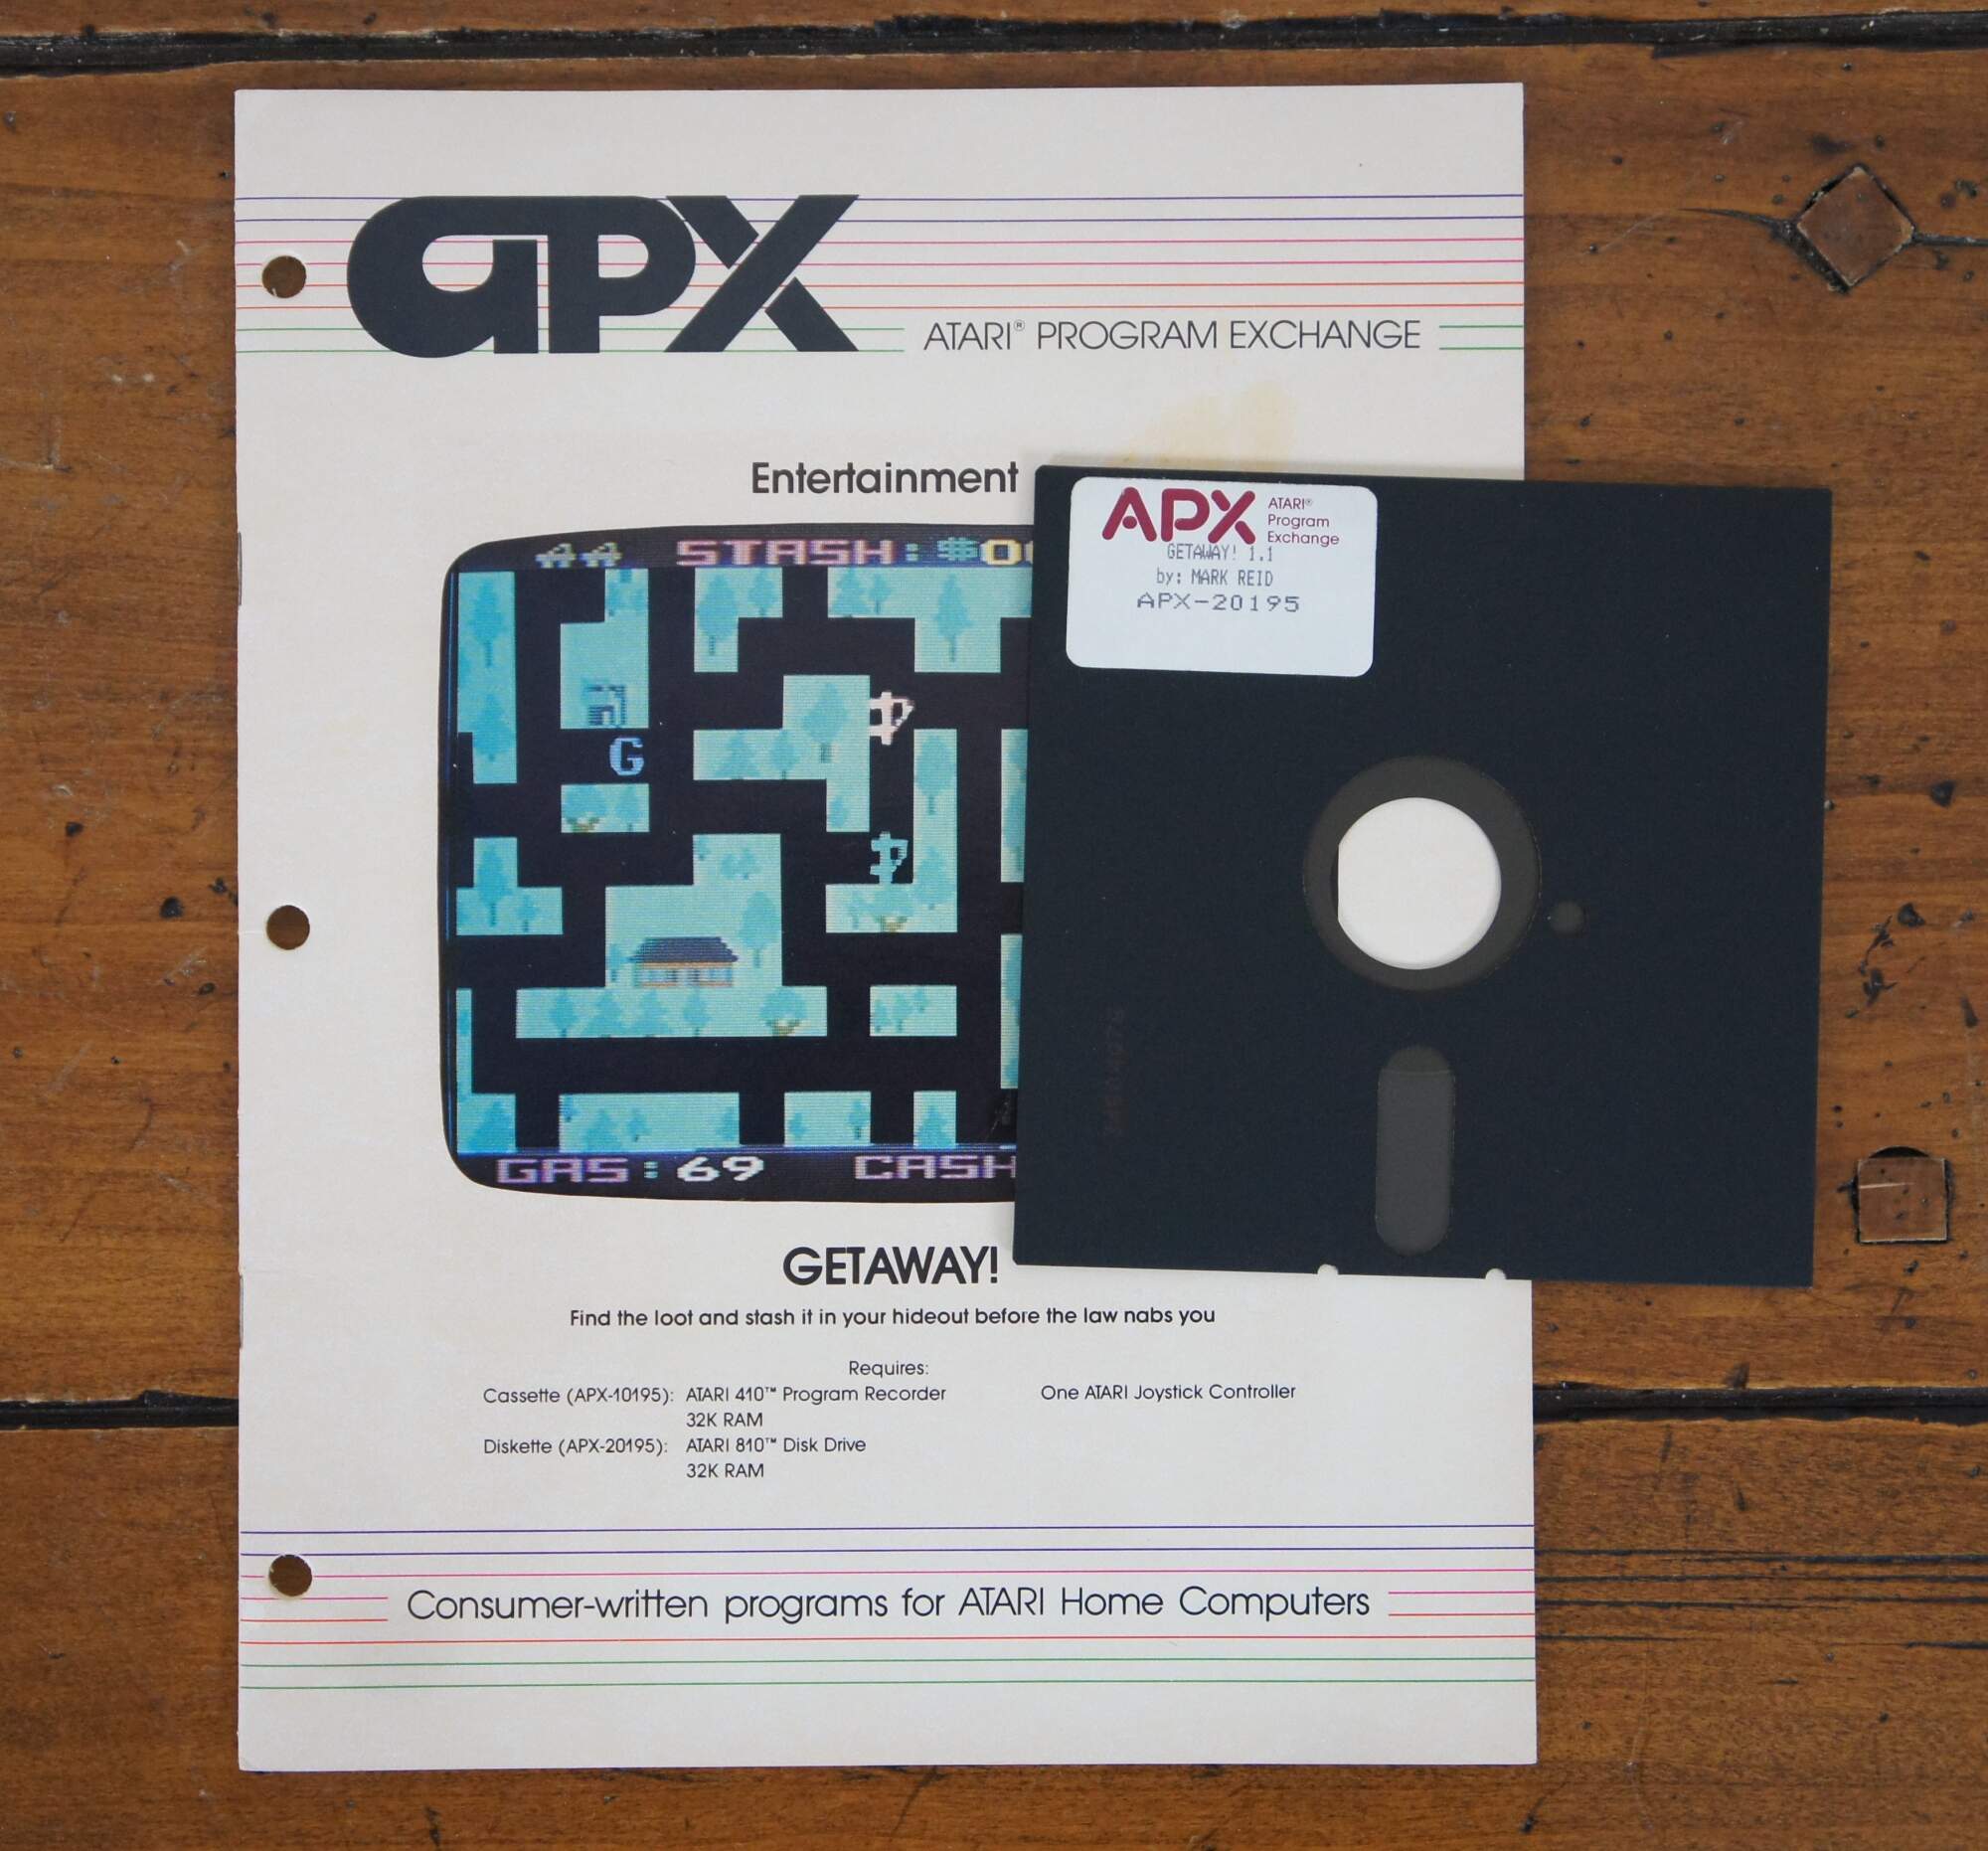 apx
ATARI® PROGRAM EXCHANGE
Entertainment
STASH: $0
G
GAS: 69 CASH
APX ATARI®
Program
Exchange
GETAWAY! 1.1
by: MARK REID
APX-20195
GETAWAY!
Find the loot and stash it in your hideout before the law nabs you
Requires:
Cassette (APX-10195): ATARI 410™ Program Recorder One ATARI Joystick Controller
32K RAM
Diskette (APX-20195): ATARI 810™ Disk Drive
32K RAM
Consumer-written programs for ATARI Home Computers